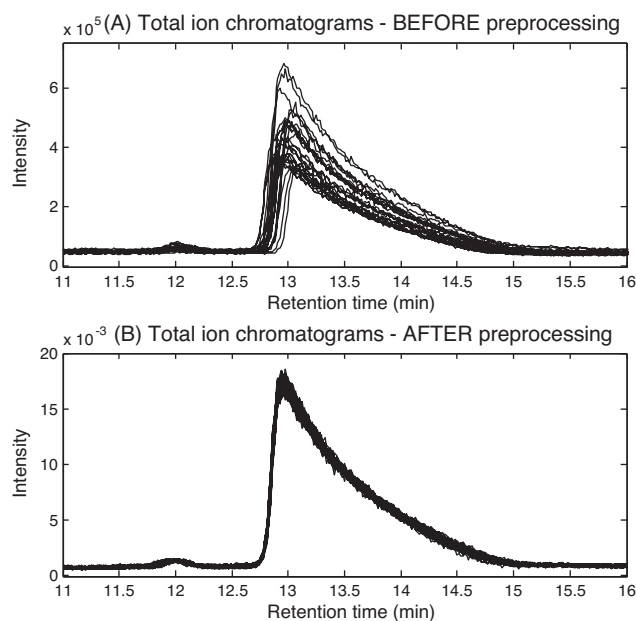 x 10^5 (A) Total ion chromatograms - BEFORE preprocessing
6
4
2
0
Intensity
11 11.5 12 12.5 13 13.5 14 14.5 15 15.5 16
Retention time (min)
x 10^-3 (B) Total ion chromatograms - AFTER preprocessing
20
15
10
5
0
Intensity
11 11.5 12 12.5 13 13.5 14 14.5 15 15.5 16
Retention time (min)